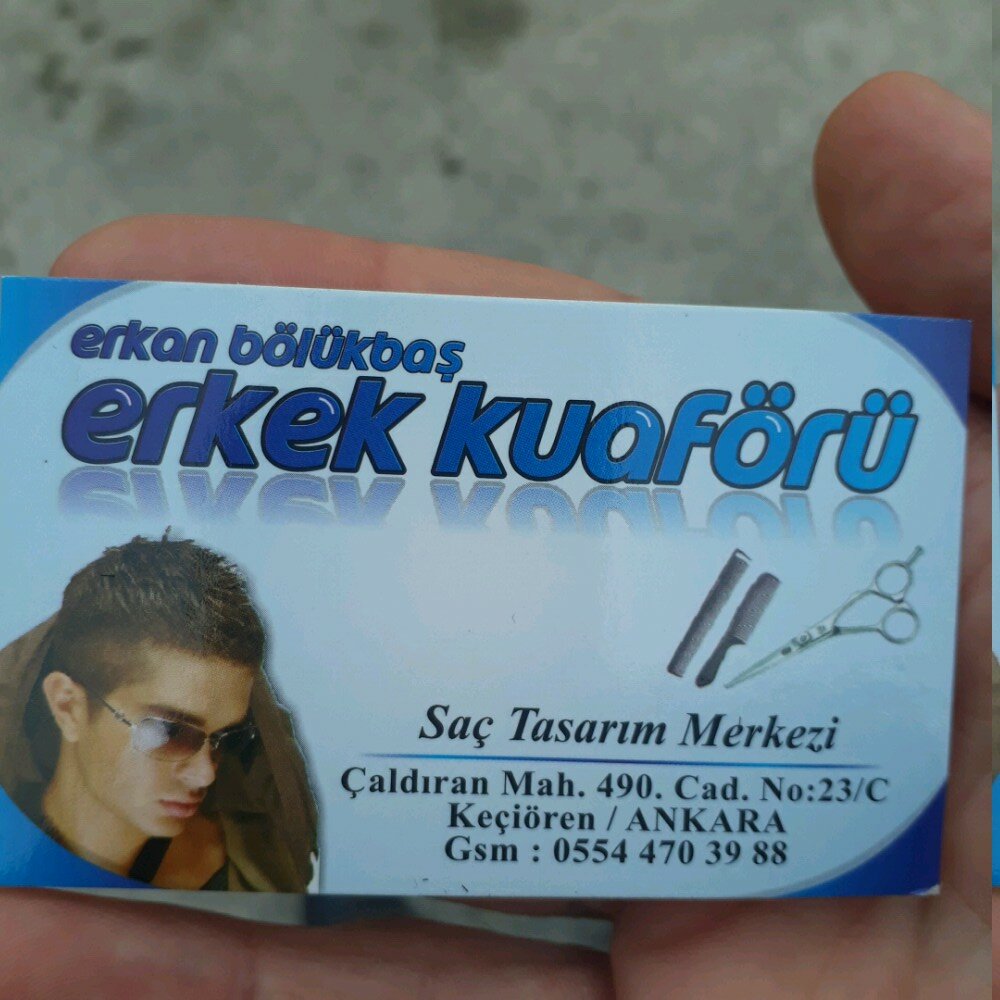 erkan bölükbaş
erkek kuaförü
Saç Tasarım Merkezi
Çaldıran Mah. 490. Cad. No:23/C
Keçiören / ANKARA
Gsm : 0554 470 39 88